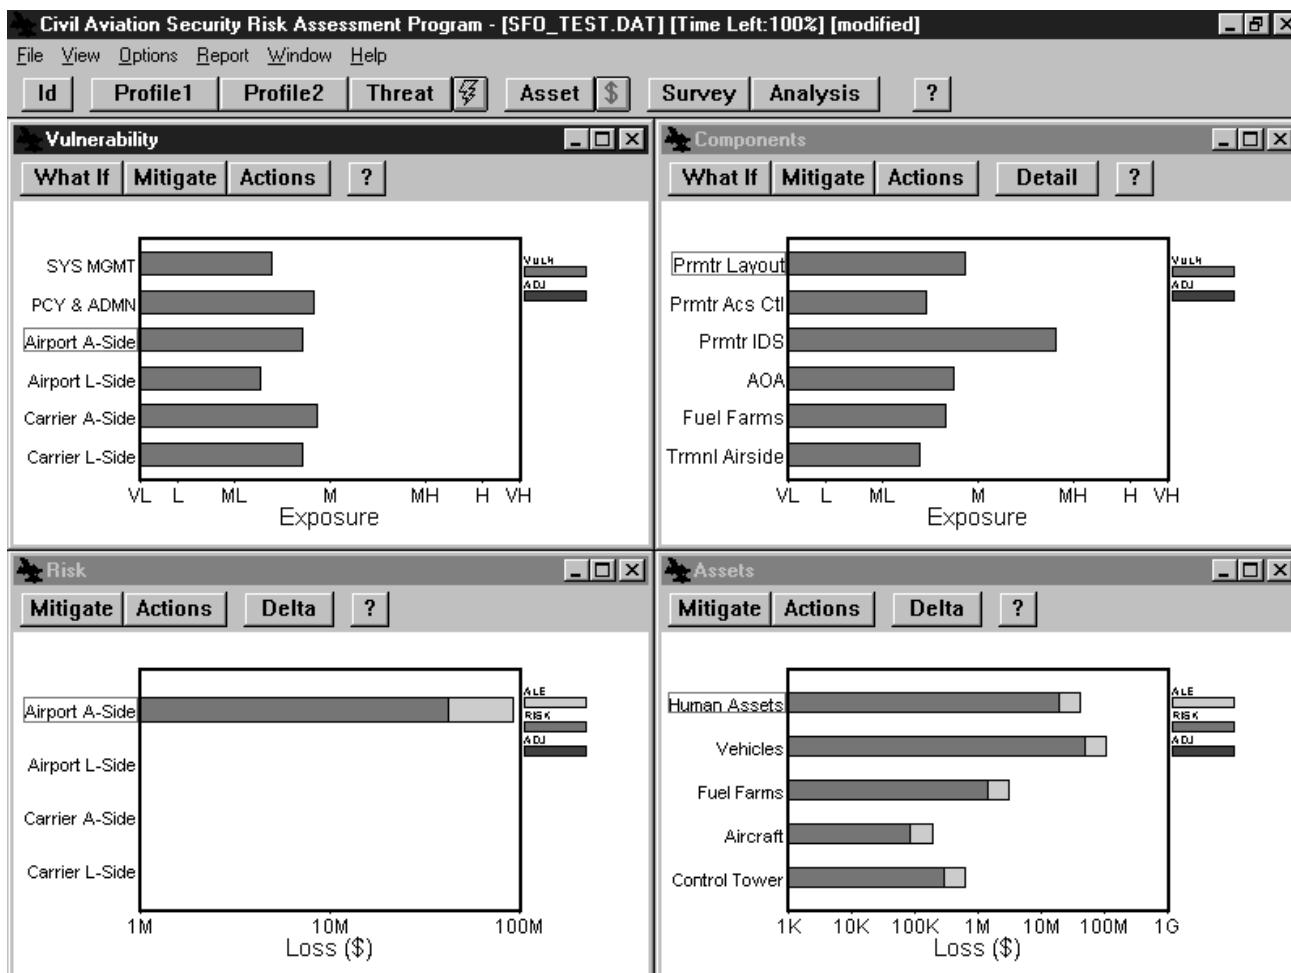 Civil Aviation Security Risk Assessment Program - [SFO_TEST.DAT] [Time Left:100%] [modified]
File View Options Report Window Help
Id Profile1 Profile2 Threat Asset $ Survey Analysis ?
Vulnerability
What If Mitigate Actions ?
SYS MGMT
PCY & ADMN
Airport A-Side
Airport L-Side
Carrier A-Side
Carrier L-Side
VULN
ADJ
VL L ML M MH H VH
Exposure
Components
What If Mitigate Actions Detail ?
Prmtr Layout
Prmtr Acs Ctl
Prmtr IDS
AOA
Fuel Farms
Trmnl Airside
VULN
ADJ
VL L ML M MH H VH
Exposure
Risk
Mitigate Actions Delta ?
Airport A-Side
Airport L-Side
Carrier A-Side
Carrier L-Side
ALE
RISK
ADJ
1M 10M 100M
Loss ($)
Assets
Mitigate Actions Delta ?
Human Assets
Vehicles
Fuel Farms
Aircraft
Control Tower
ALE
RISK
ADJ
1K 10K 100K 1M 10M 100M 1G
Loss ($)